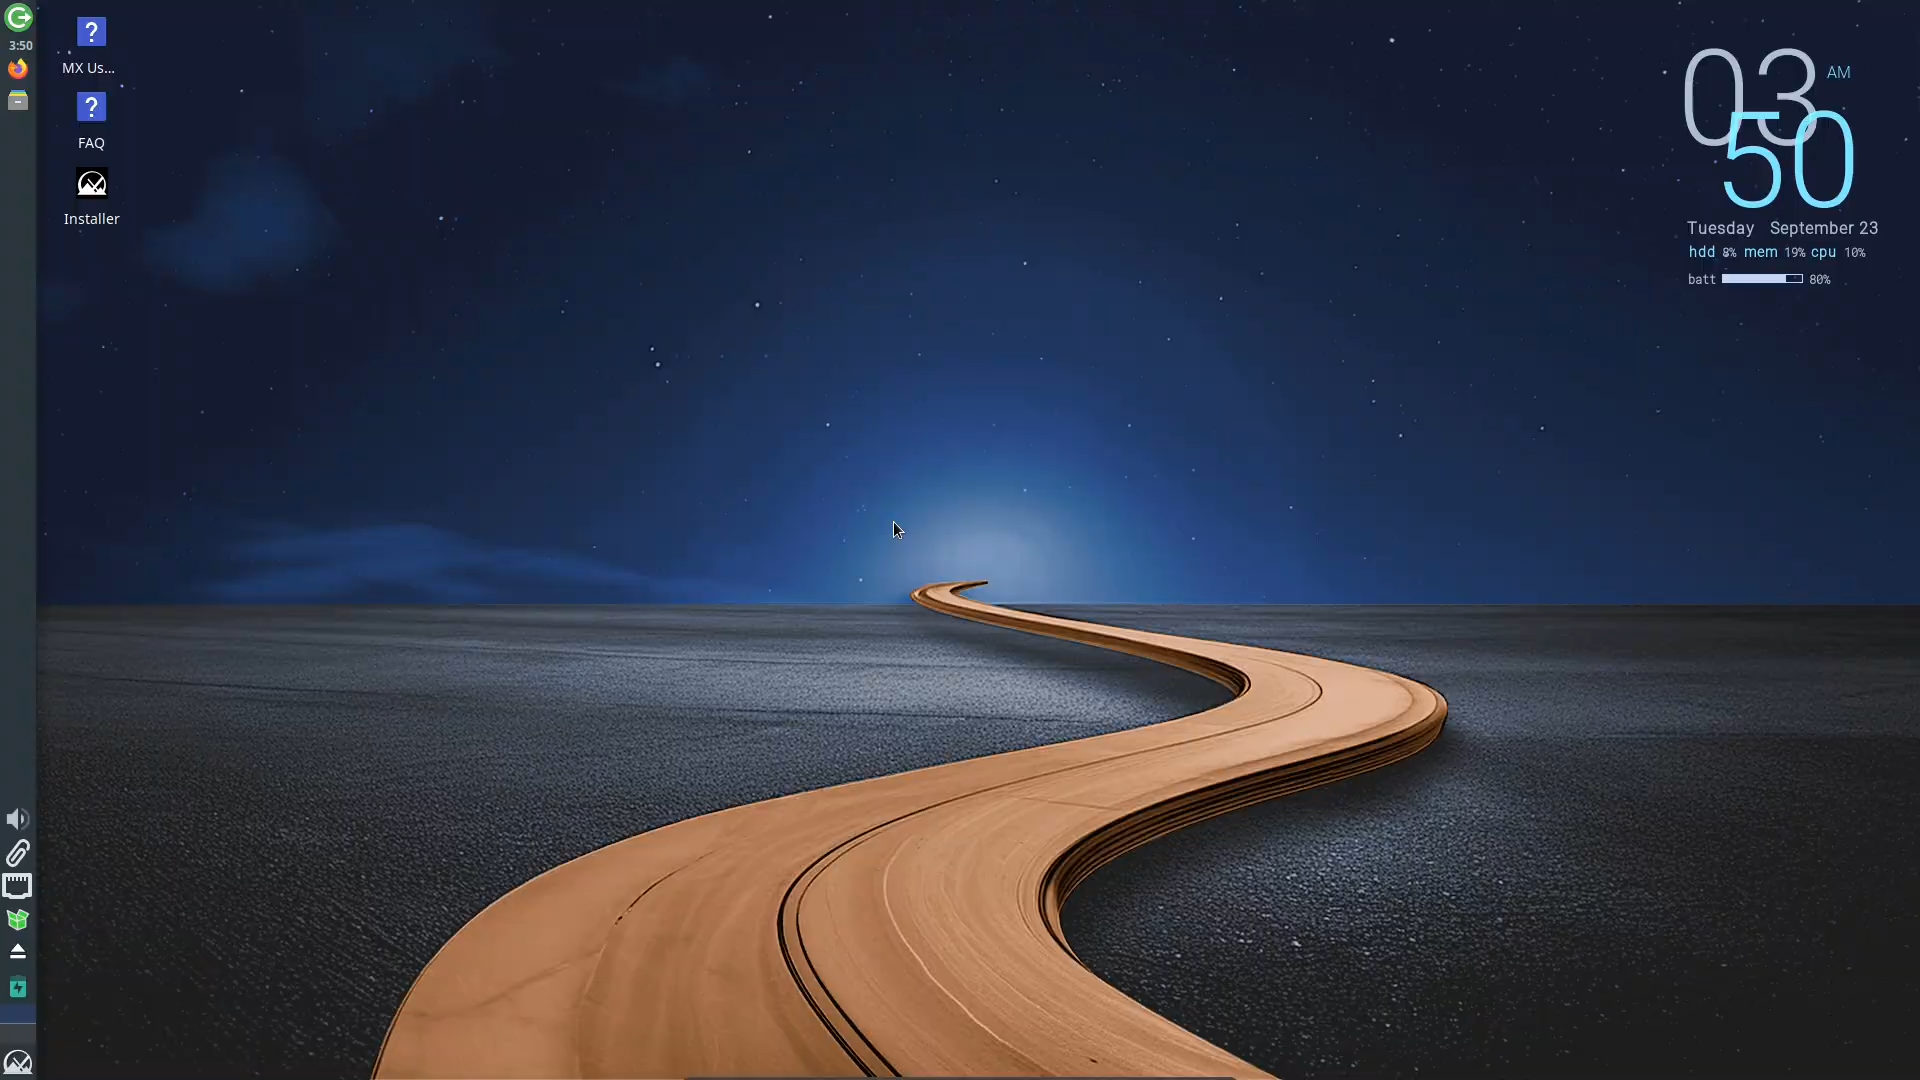 3:50
?
MX Us...
?
FAQ
Installer
03 AM
50
Tuesday September 23
hdd 8% mem 19% cpu 10%
batt 80%